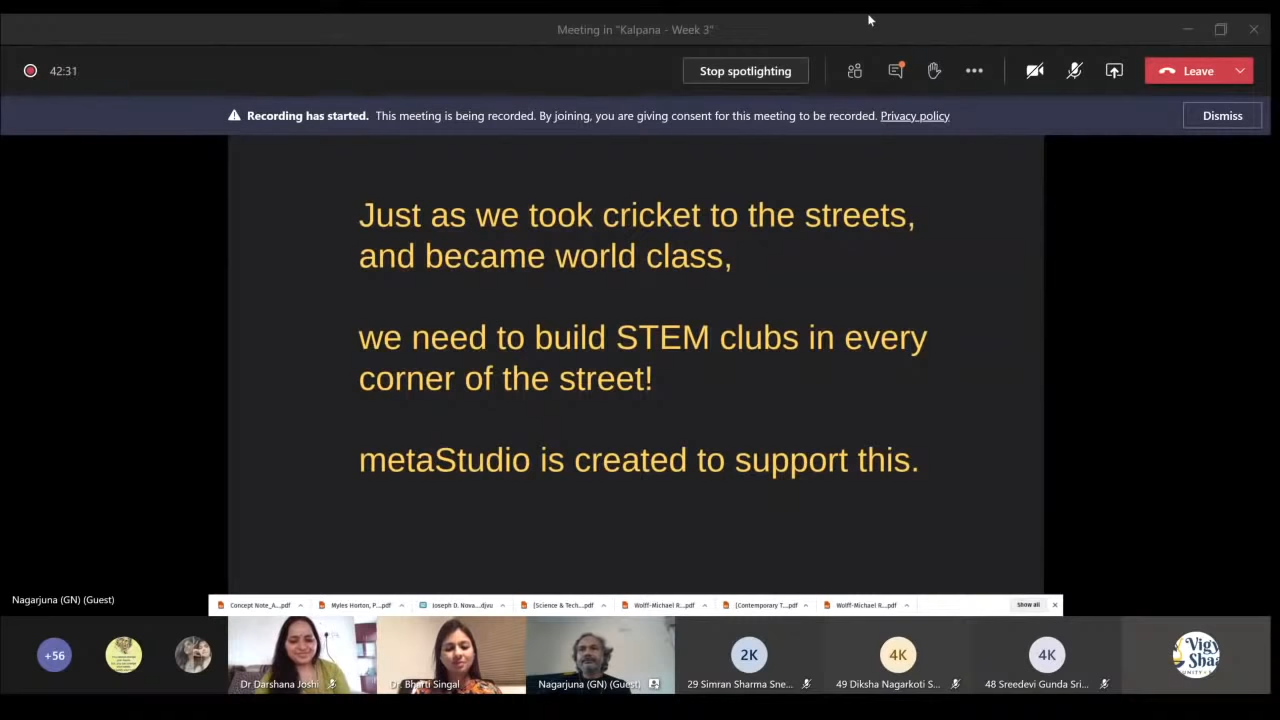 Meeting in "Kalpana - Week 3"
42:31
Stop spotlighting
Leave
Recording has started. This meeting is being recorded. By joining, you are giving consent for this meeting to be recorded. Privacy policy
Dismiss
Just as we took cricket to the streets,
and became world class,
we need to build STEM clubs in every
corner of the street!
metaStudio is created to support this.
Nagarjuna (GN) (Guest)
Concept Note_A...pdf
Myles Horton, P...pdf
Joseph D. Nova...djvu
[Science & Tech...pdf
Wolff-Michael R...pdf
[Contemporary T...pdf
Wolff-Michael R...pdf
Show all
+56
2K
4K
4K
Dr Darshana Joshi
Dr. Bharti Singal
Nagarjuna (GN) (Guest)
29 Simran Sharma Sne...
49 Diksha Nagarkoti S...
48 Sreedevi Gunda Sri...